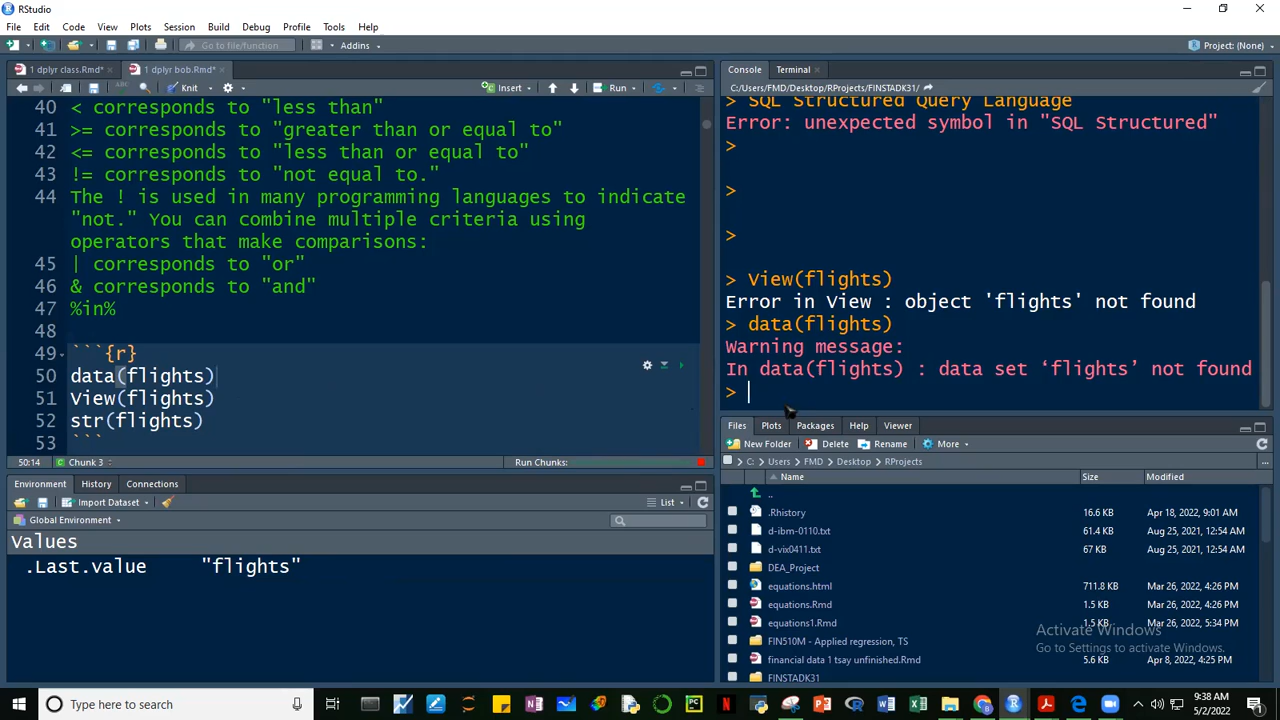 RStudio
File Edit Code View Plots Session Build Debug Profile Tools Help
Go to file/function
Addins
Project: (None)
1 dplyr class.Rmd*
1 dplyr bob.Rmd*
Knit
Insert
Run
40 < corresponds to "less than"
41 >= corresponds to "greater than or equal to"
42 <= corresponds to "less than or equal to"
43 != corresponds to "not equal to."
44 The ! is used in many programming languages to indicate
"not." You can combine multiple criteria using
operators that make comparisons:
45 | corresponds to "or"
46 & corresponds to "and"
47 %in%
48
49 ```{r}
50 data(flights)
51 View(flights)
52 str(flights)
53 ```
50:14 Chunk 3
Run Chunks:
Environment History Connections
Import Dataset
List
Global Environment
Values
.Last.value "flights"
Console Terminal
C:/Users/FMD/Desktop/RProjects/FINSTADK31/
> SQL Structured Query Language
Error: unexpected symbol in "SQL Structured"
>
>
>
> View(flights)
Error in View : object 'flights' not found
> data(flights)
Warning message:
In data(flights) : data set ‘flights’ not found
>
Files Plots Packages Help Viewer
New Folder Delete Rename More
C: Users FMD Desktop RProjects
...
Name Size Modified
..
.Rhistory 16.6 KB Apr 18, 2022, 9:01 AM
d-ibm-0110.txt 61.4 KB Aug 25, 2021, 12:54 AM
d-vix0411.txt 67 KB Aug 25, 2021, 12:54 AM
DEA_Project
equations.html 711.8 KB Mar 26, 2022, 4:26 PM
equations.Rmd 1.5 KB Mar 26, 2022, 4:26 PM
equations1.Rmd 1.5 KB Mar 26, 2022, 5:34 PM
FIN510M - Applied regression, TS
financial data 1 tsay unfinished.Rmd 5.6 KB Apr 8, 2022, 4:25 PM
FINSTADK31
Activate Windows
Go to Settings to activate Windows.
Type here to search
9:38 AM
5/2/2022